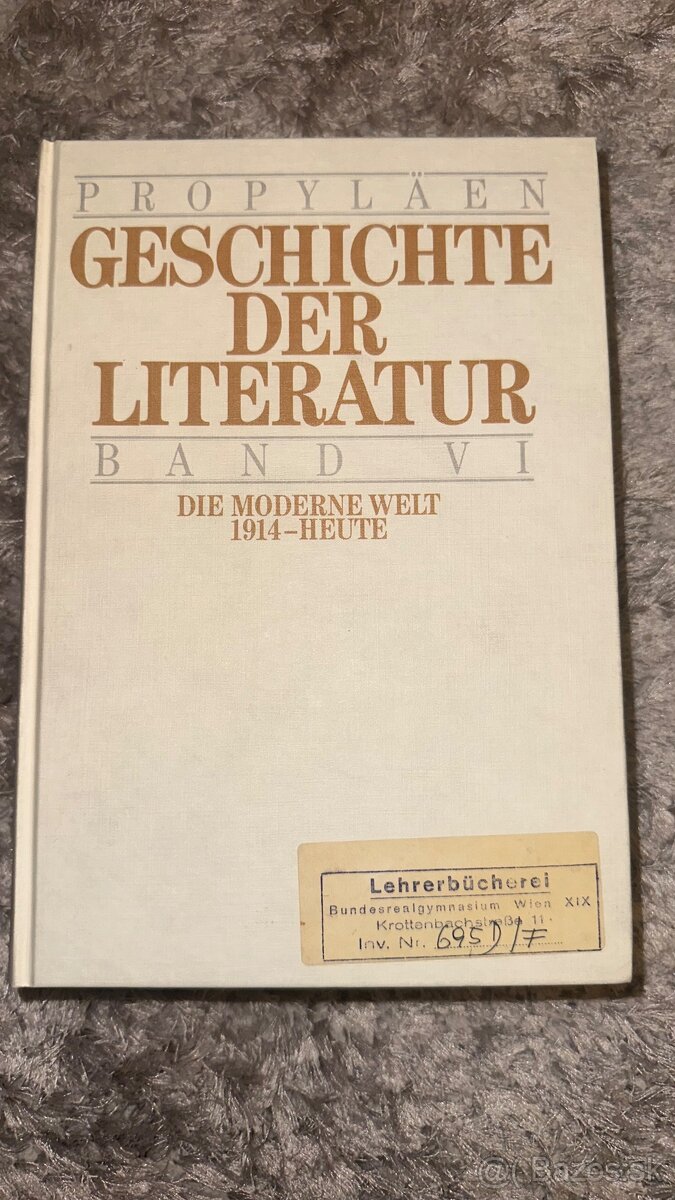 PROPYLÄEN
GESCHICHTE
DER
LITERATUR
BAND VI
DIE MODERNE WELT
1914–HEUTE
Lehrerbücherei
Bundesrealgymnasium Wien XIX
Krottenbachstraße 11
Inv. Nr. 695 D/F
Bazos.sk